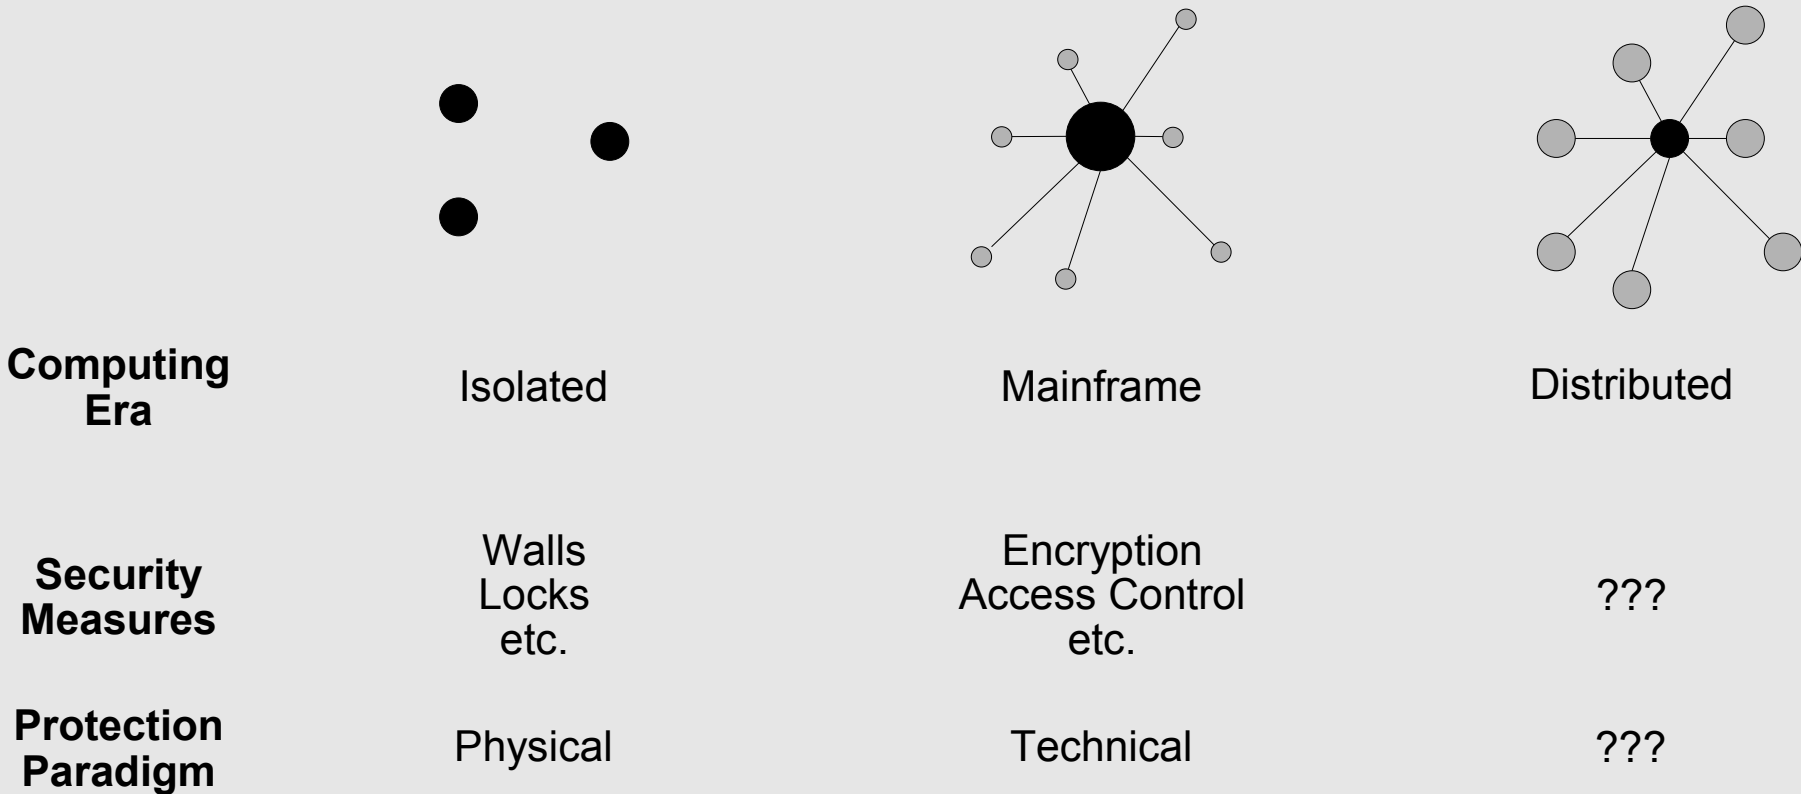 Computing
Era
Isolated
Mainframe
Distributed
Security
Measures
Walls
Locks
etc.
Encryption
Access Control
etc.
???
Protection
Paradigm
Physical
Technical
???